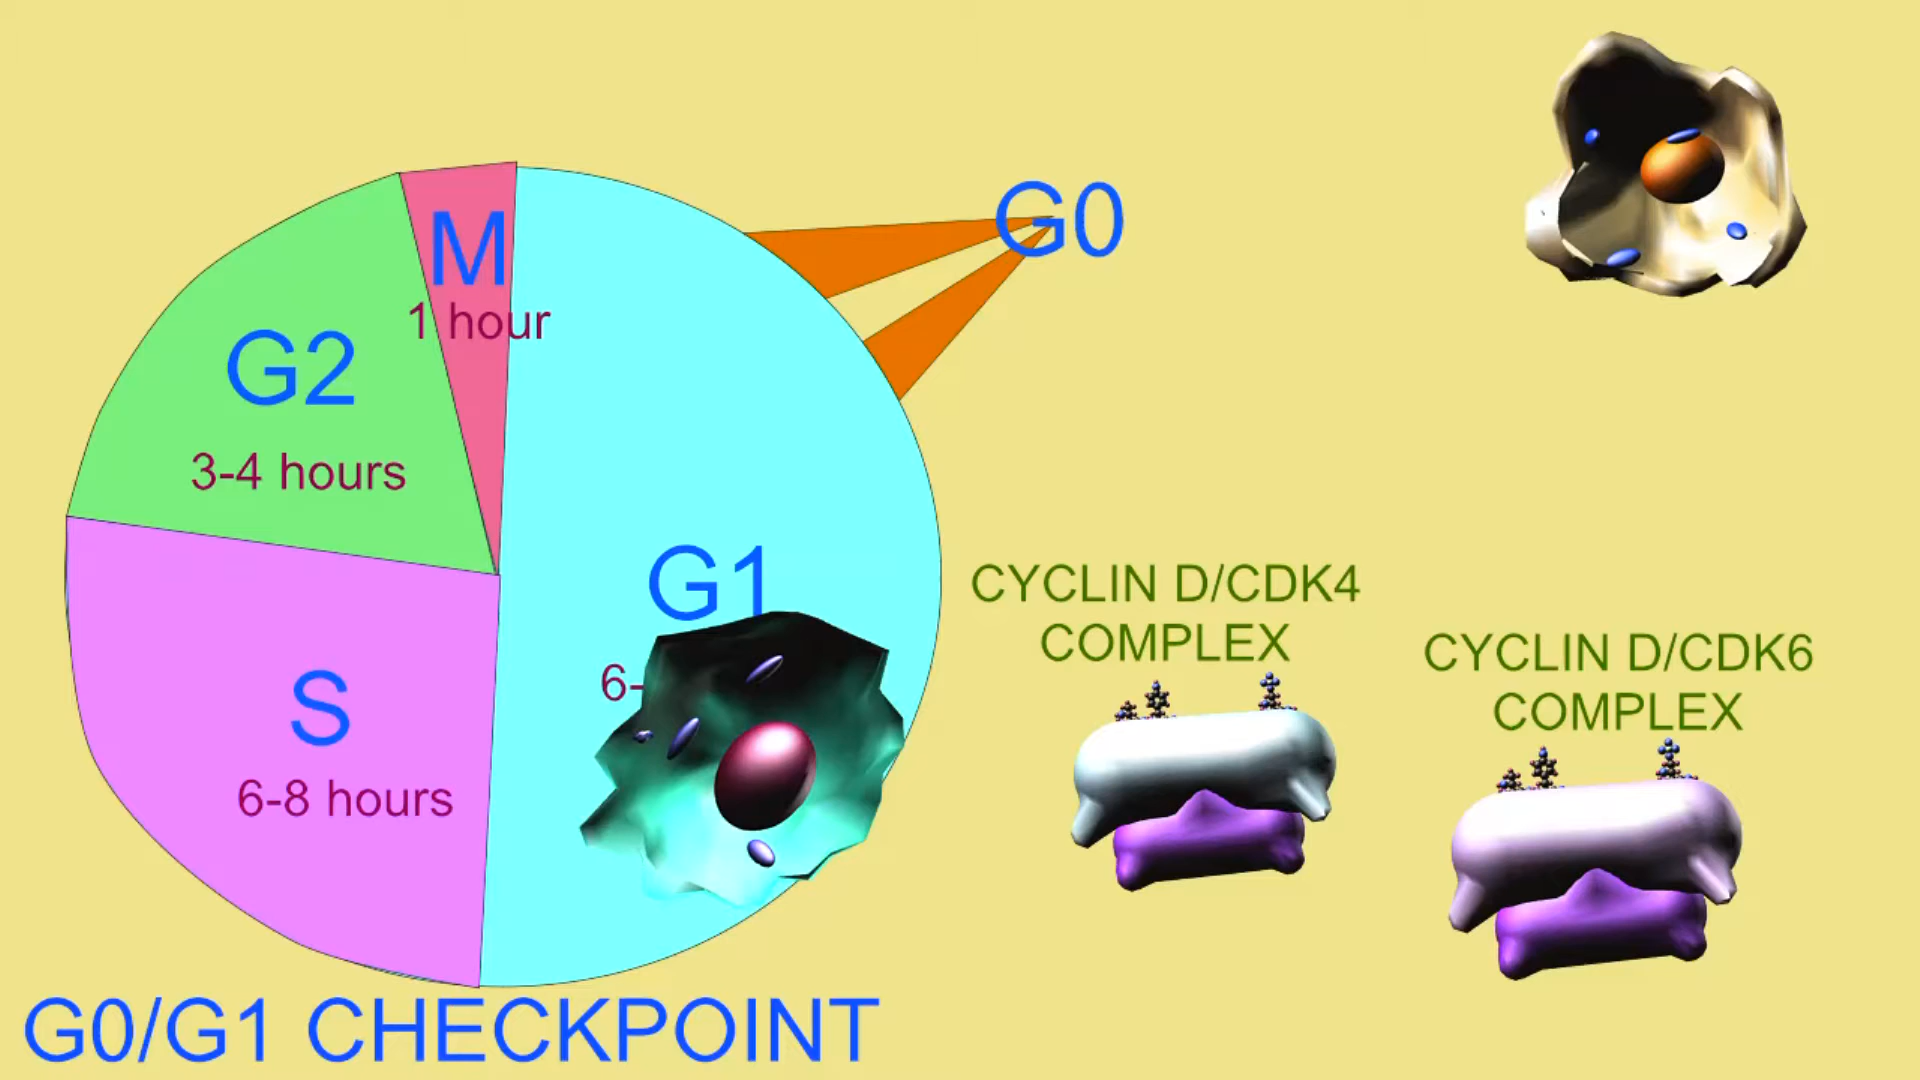 G0
M
1 hour
G2
3-4 hours
G1
6-
S
6-8 hours
CYCLIN D/CDK4
COMPLEX
CYCLIN D/CDK6
COMPLEX
G0/G1 CHECKPOINT